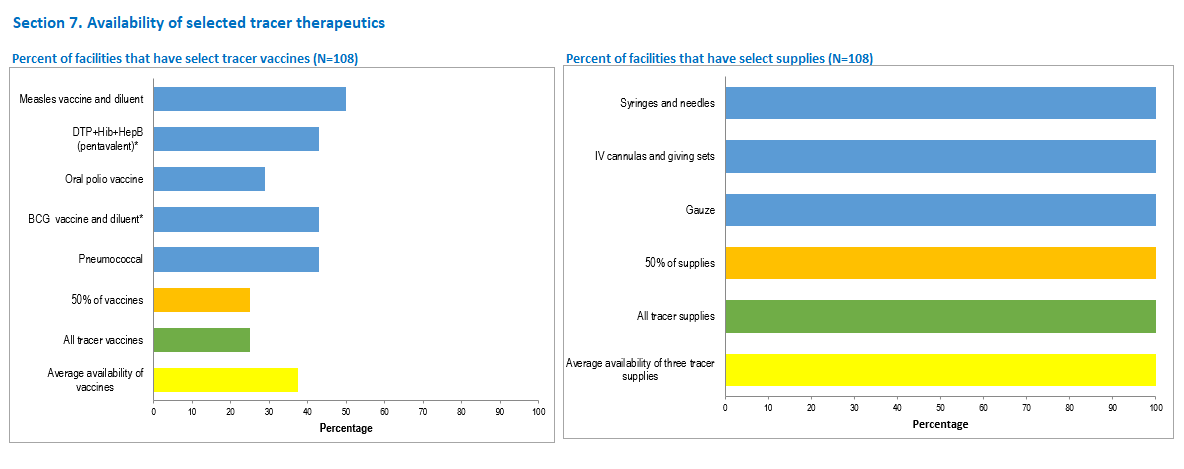 Section 7. Availability of selected tracer therapeutics
Percent of facilities that have select tracer vaccines (N=108)
Measles vaccine and diluent
DTP+Hib+HepB
(pentavalent)*
Oral polio vaccine
BCG vaccine and diluent*
Pneumococcal
50% of vaccines
All tracer vaccines
Average availability of
vaccines
0 10 20 30 40 50 60 70 80 90 100
Percentage
Percent of facilities that have select supplies (N=108)
Syringes and needles
IV cannulas and giving sets
Gauze
50% of supplies
All tracer supplies
Average availability of three tracer
supplies
0 10 20 30 40 50 60 70 80 90 100
Percentage